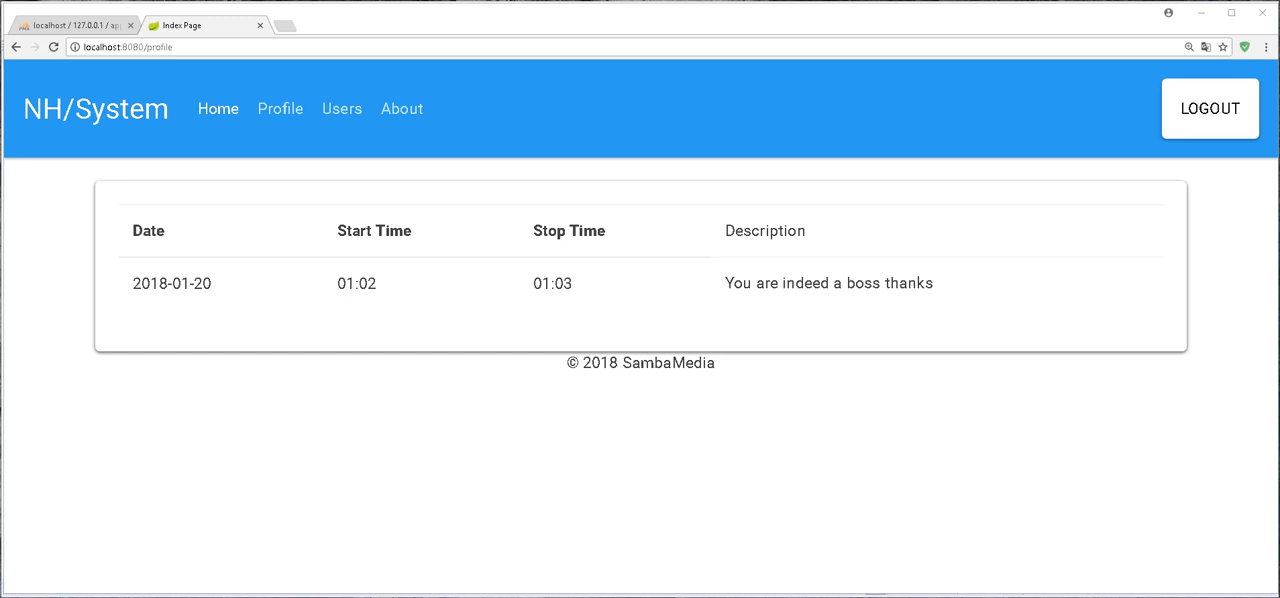 localhost / 127.0.0.1 / ap
Index Page
localhost:8080/profile
NH/System Home Profile Users About LOGOUT
Date Start Time Stop Time Description
2018-01-20 01:02 01:03 You are indeed a boss thanks
© 2018 SambaMedia